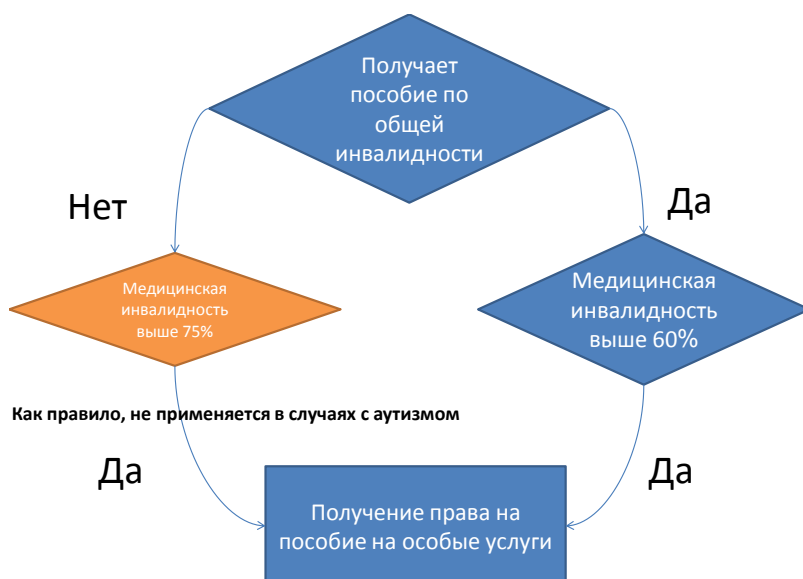 Получает
пособие по
общей
инвалидности
Нет
Да
Медицинская
инвалидность
выше 75%
Медицинская
инвалидность
выше 60%
Как правило, не применяется в случаях с аутизмом
Да
Да
Получение права на
пособие на особые услуги